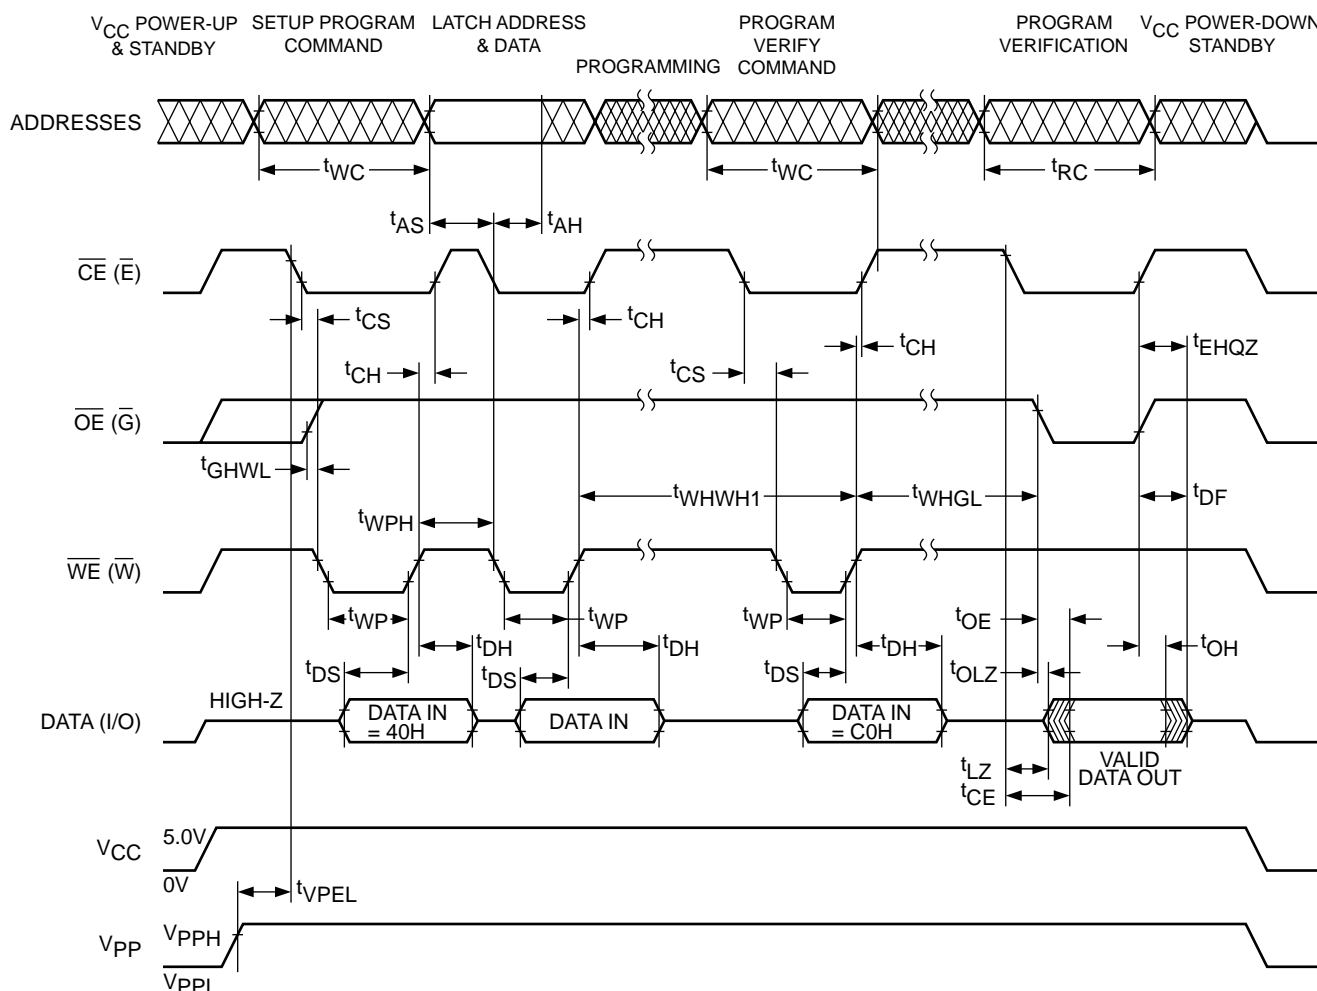 VCC POWER-UP & STANDBY
SETUP PROGRAM COMMAND
LATCH ADDRESS & DATA
PROGRAMMING
PROGRAM VERIFY COMMAND
PROGRAM VERIFICATION
VCC POWER-DOWN STANDBY
ADDRESSES
tWC
tWC
tRC
tAS
tAH
CE (E)
tCS
tCH
tCH
tCS
tCH
tEHQZ
OE (G)
tGHWL
tWPH
tWHWH1
tWHGL
tDF
WE (W)
tWP
tWP
tWP
tOE
tDH
tDH
tDH
tOH
tDS
tDS
tDS
tOLZ
DATA (I/O)
HIGH-Z
DATA IN = 40H
DATA IN
DATA IN = C0H
VALID DATA OUT
tLZ
tCE
VCC
5.0V
0V
tVPEL
VPP
VPPH
VPPL